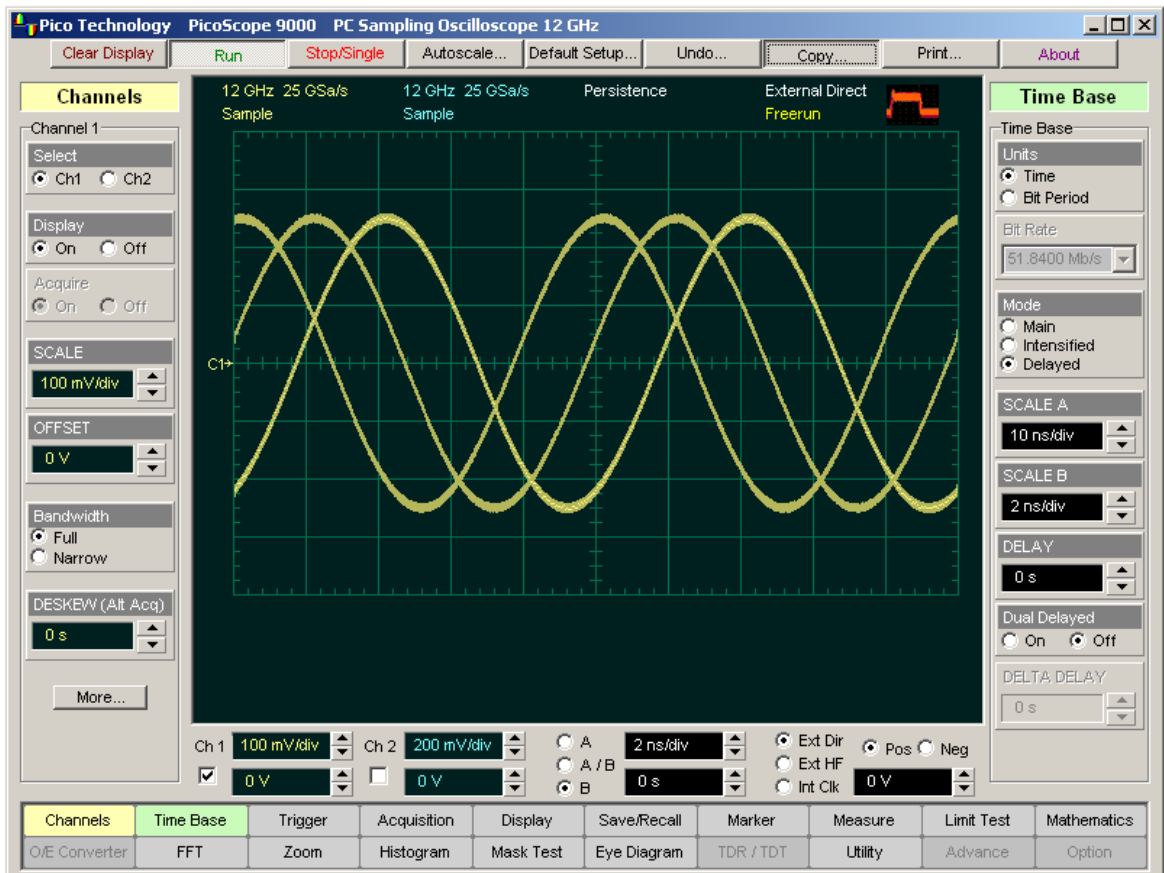 Pico Technology PicoScope 9000 PC Sampling Oscilloscope 12 GHz
Clear Display Run Stop/Single Autoscale... Default Setup... Undo... Copy... Print... About
Channels
Channel 1
Select
Ch1 Ch2
Display
On Off
Acquire
On Off
SCALE
100 mV/div
OFFSET
0 V
Bandwidth
Full
Narrow
DESKEW (Alt Acq)
0 s
More...
12 GHz 25 GSa/s 12 GHz 25 GSa/s Persistence External Direct
Sample Sample Freerun
C1
Time Base
Time Base
Units
Time
Bit Period
Bit Rate
51.8400 Mb/s
Mode
Main
Intensified
Delayed
SCALE A
10 ns/div
SCALE B
2 ns/div
DELAY
0 s
Dual Delayed
On Off
DELTA DELAY
0 s
Ch 1 100 mV/div Ch 2 200 mV/div A 2 ns/div Ext Dir Pos Neg
A / B Ext HF
0 V 0 V B 0 s Int Clk 0 V
Channels Time Base Trigger Acquisition Display Save/Recall Marker Measure Limit Test Mathematics
O/E Converter FFT Zoom Histogram Mask Test Eye Diagram TDR / TDT Utility Advance Option